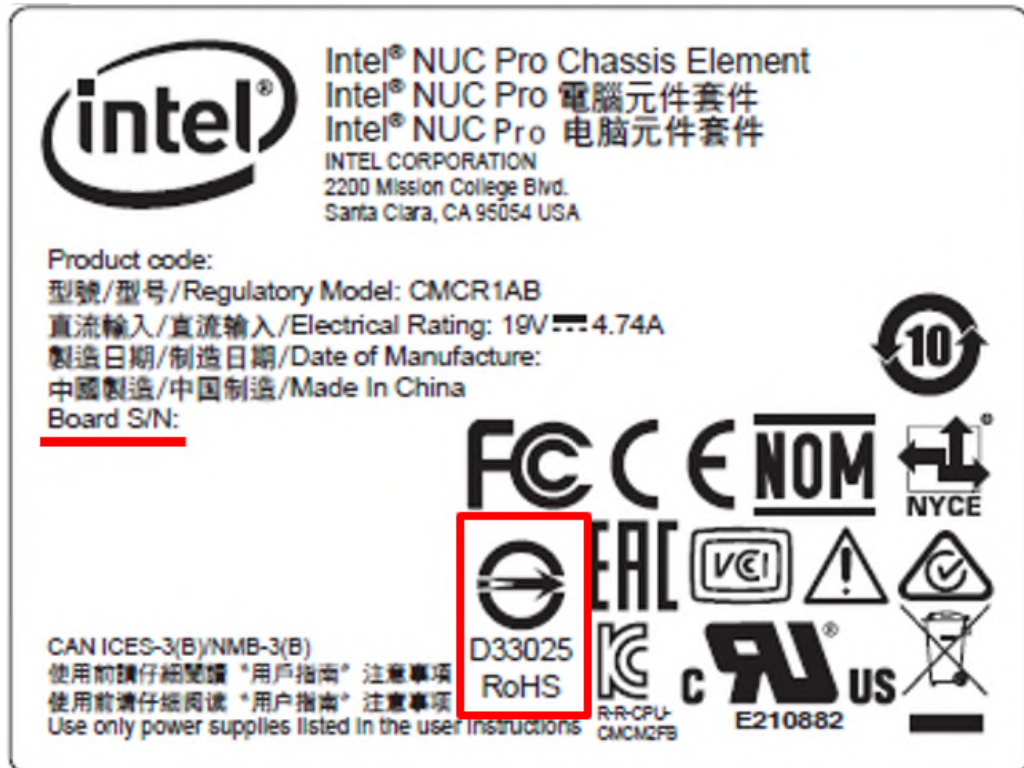 intel®
Intel® NUC Pro Chassis Element
Intel® NUC Pro 電腦元件套件
Intel® NUC Pro 电脑元件套件
INTEL CORPORATION
2200 Mission College Blvd.
Santa Clara, CA 95054 USA
Product code:
型號/型号/Regulatory Model: CMCR1AB
直流輸入/直流输入/Electrical Rating: 19V⎓4.74A
製造日期/制造日期/Date of Manufacture:
中國製造/中国制造/Made In China
Board S/N:
10
FC CE NOM NYCE ®
EAC VCI
D33025
RoHS
CAN ICES-3(B)/NMB-3(B)
使用前請仔細閱讀 "用戶指南" 注意事項
使用前请仔细阅读 "用户指南" 注意事项
Use only power supplies listed in the user instructions
KC
R-R-CPU-
CMCM2FB
C RU® US
E210882